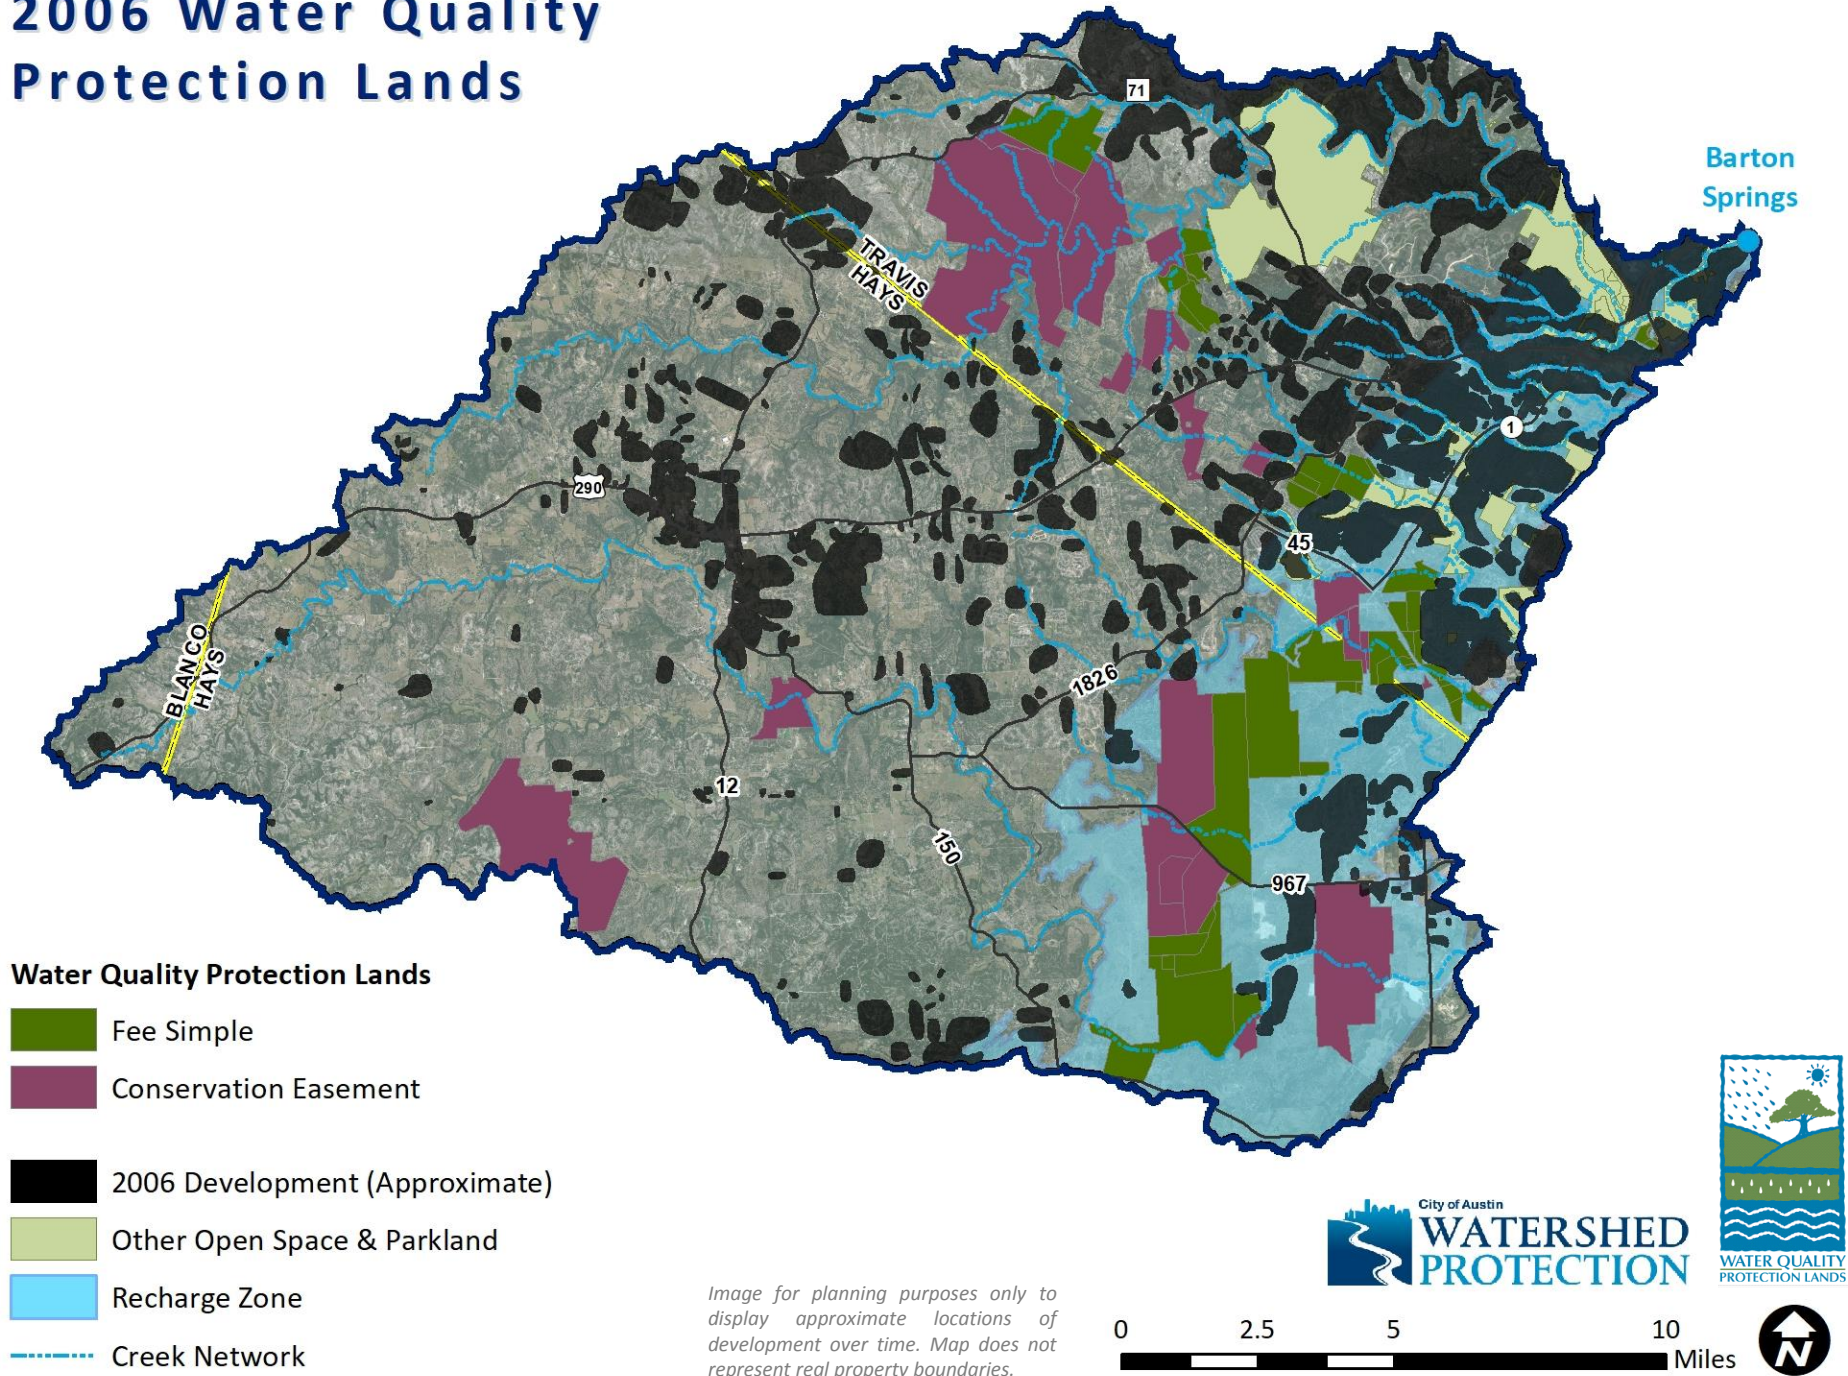 2006 Water Quality
Protection Lands
71
Barton
Springs
TRAVIS
HAYS
1
290
45
BLANCO
HAYS
1826
12
150
967
Water Quality Protection Lands
Fee Simple
Conservation Easement
2006 Development (Approximate)
Other Open Space & Parkland
Recharge Zone
Creek Network
Image for planning purposes only to
display approximate locations of
development over time. Map does not
represent real property boundaries.
City of Austin
WATERSHED
PROTECTION
WATER QUALITY
PROTECTION LANDS
0 2.5 5 10
Miles
N